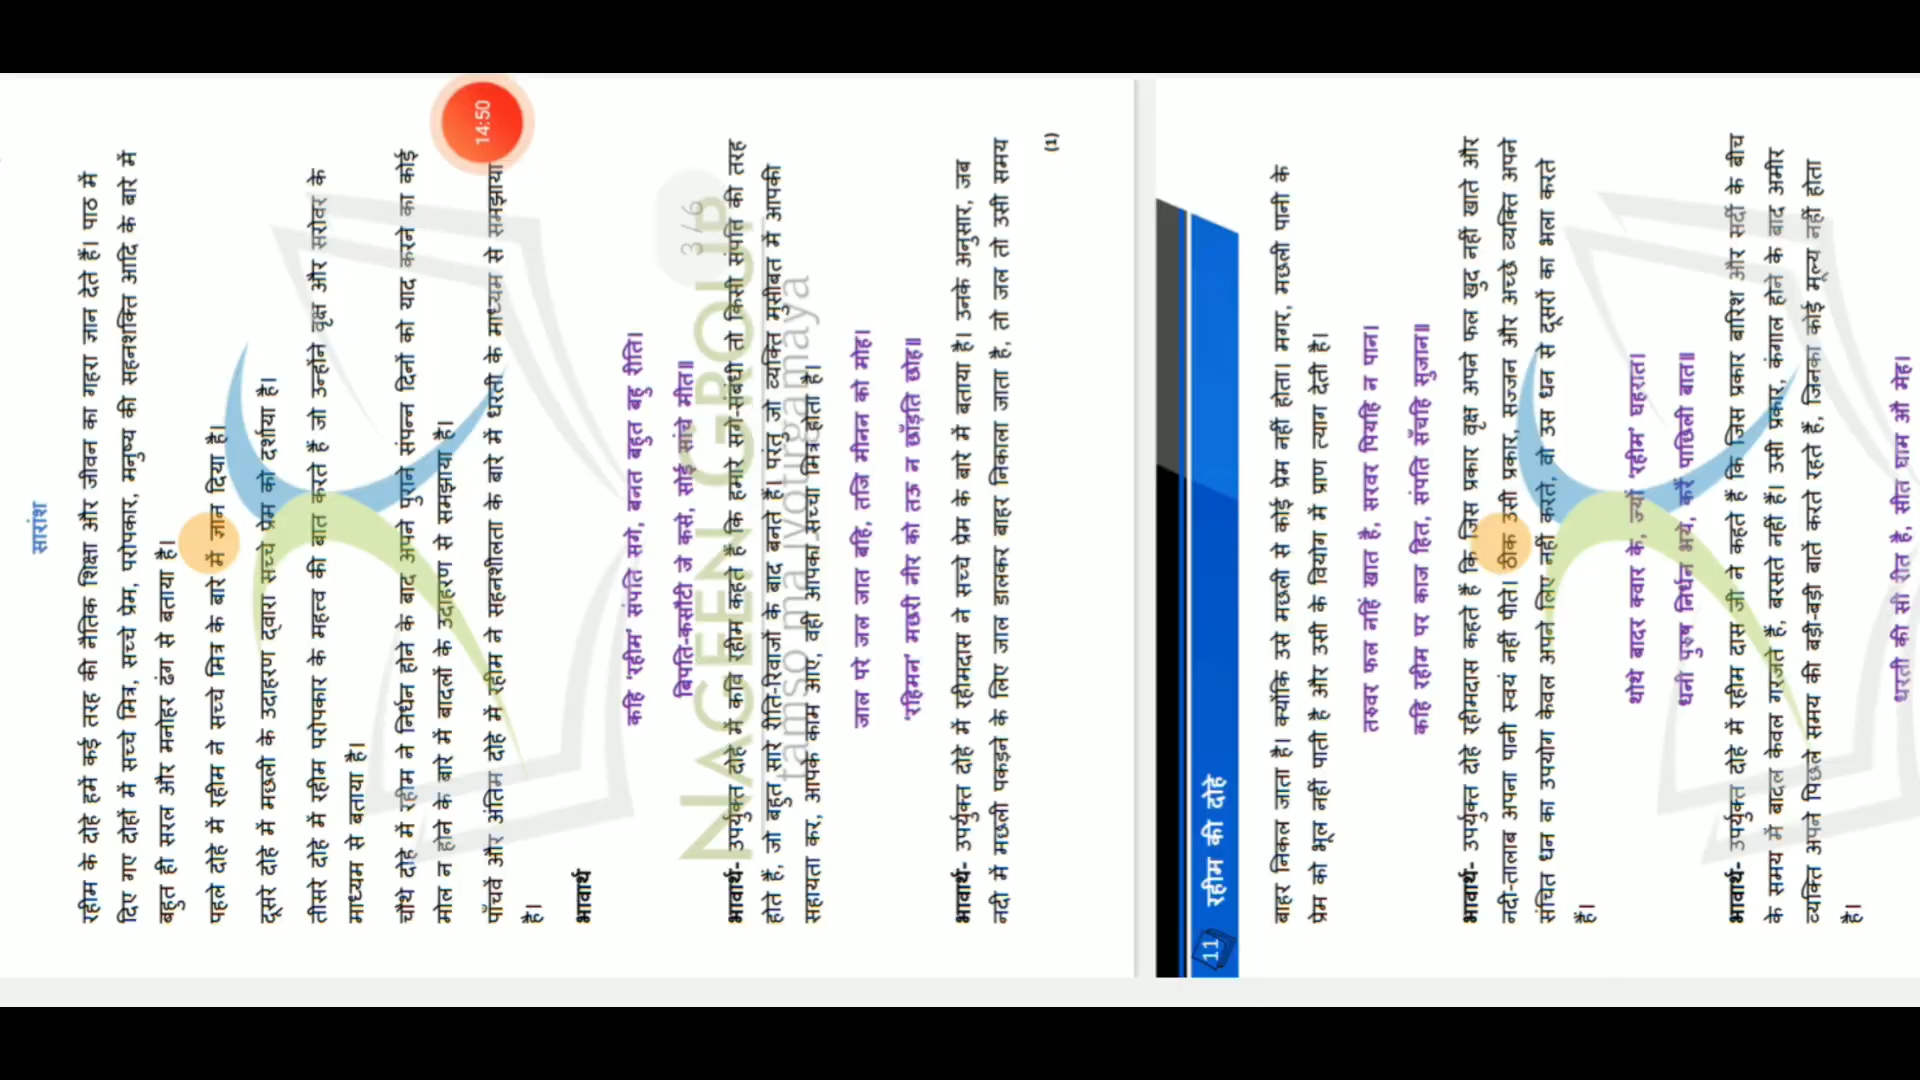 सारांश
रहीम के दोहे हमें कई तरह की नैतिक शिक्षा और जीवन का गहरा ज्ञान देते हैं। पाठ में
दिए गए दोहों में सच्चे मित्र, सच्चे प्रेम, परोपकार, मनुष्य की सहनशक्ति आदि के बारे में
बहुत ही सरल और मनोहर ढंग से बताया है।
पहले दोहे में रहीम ने सच्चे मित्र के बारे में ज्ञान दिया है।
दूसरे दोहे में मछली के उदाहरण द्वारा सच्चे प्रेम को दर्शाया है।
तीसरे दोहे में रहीम परोपकार के महत्त्व की बात करते हैं जो उन्होंने वृक्ष और सरोवर के
माध्यम से बताया है।
चौथे दोहे में रहीम ने निर्धन होने के बाद अपने पुराने संपन्न दिनों को याद करने का कोई
मोल न होने के बारे में बादलों के उदाहरण से समझाया है।
पाँचवें और अंतिम दोहे में रहीम ने सहनशीलता के बारे में धरती के माध्यम से समझाया
है।
14:50
भावार्थ
कहि 'रहीम' संपति सगे, बनत बहुत बहु रीति।
बिपति-कसौटी जे कसे, सोई सांचे मीत॥
3/6
NAGEEN GROUP
tamso ma jyotirgamaya
भावार्थ- उपर्युक्त दोहे में कवि रहीम कहते हैं कि हमारे सगे-संबंधी तो किसी संपति की तरह
होते हैं, जो बहुत सारे रीति-रिवाजों के बाद बनते हैं। परंतु जो व्यक्ति मुसीबत में आपकी
सहायता कर, आपके काम आए, वही आपका सच्चा मित्र होता है।
जाल परे जल जात बहि, तजि मीनन को मोह।
'रहिमन' मछरी नीर को तऊ न छाँड़ति छोह॥
भावार्थ- उपर्युक्त दोहे में रहीमदास ने सच्चे प्रेम के बारे में बताया है। उनके अनुसार, जब
नदी में मछली पकड़ने के लिए जाल डालकर बाहर निकाला जाता है, तो जल तो उसी समय
(1)
11 रहीम की दोहे
बाहर निकल जाता है। क्योंकि उसे मछली से कोई प्रेम नहीं होता। मगर, मछली पानी के
प्रेम को भूल नहीं पाती है और उसी के वियोग में प्राण त्याग देती है।
तरुवर फल नहिं खात है, सरवर पियहि न पान।
कहि रहीम पर काज हित, संपति सँचहि सुजान॥
भावार्थ- उपर्युक्त दोहे रहीमदास कहते हैं कि जिस प्रकार वृक्ष अपने फल खुद नहीं खाते और
नदी-तालाब अपना पानी स्वयं नहीं पीते। ठीक उसी प्रकार, सज्जन और अच्छे व्यक्ति अपने
संचित धन का उपयोग केवल अपने लिए नहीं करते, वो उस धन से दूसरों का भला करते
हैं।
थोथे बादर क्वार के, ज्यों 'रहीम' घहरात।
धनी पुरुष निर्धन भये, करैं पाछिली बात॥
भावार्थ- उपर्युक्त दोहे में रहीम दास जी ने कहते हैं कि जिस प्रकार बारिश और सर्दी के बीच
के समय में बादल केवल गरजते हैं, बरसते नहीं हैं। उसी प्रकार, कंगाल होने के बाद अमीर
व्यक्ति अपने पिछले समय की बड़ी-बड़ी बातें करते रहते हैं, जिनका कोई मूल्य नहीं होता
है।
धरती की सी रीत है, सीत घाम औ मेह।